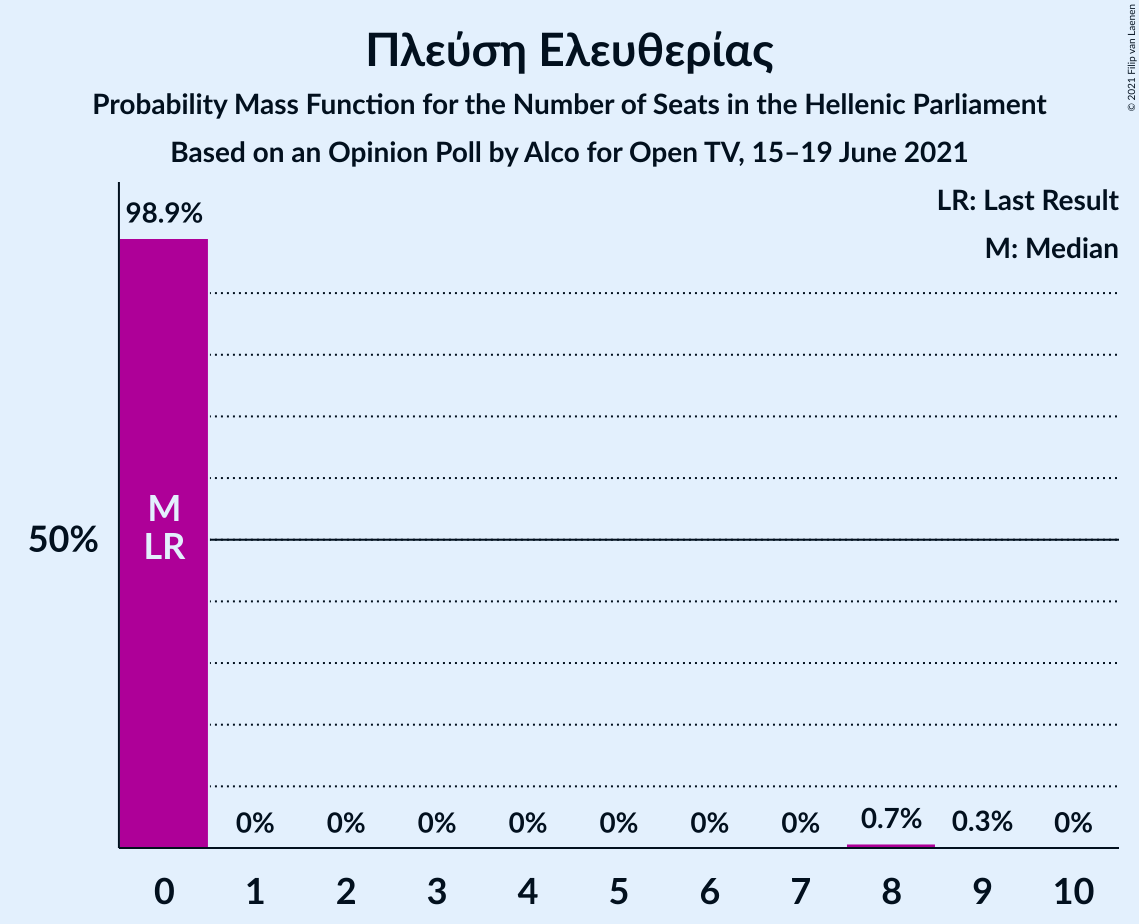 Πλεύση Ελευθερίας
Probability Mass Function for the Number of Seats in the Hellenic Parliament
Based on an Opinion Poll by Alco for Open TV, 15–19 June 2021
© 2021 Filip van Laenen
LR: Last Result
M: Median
98.9%
M
LR
50%
0% 0% 0% 0% 0% 0% 0% 0.7% 0.3% 0%
0 1 2 3 4 5 6 7 8 9 10